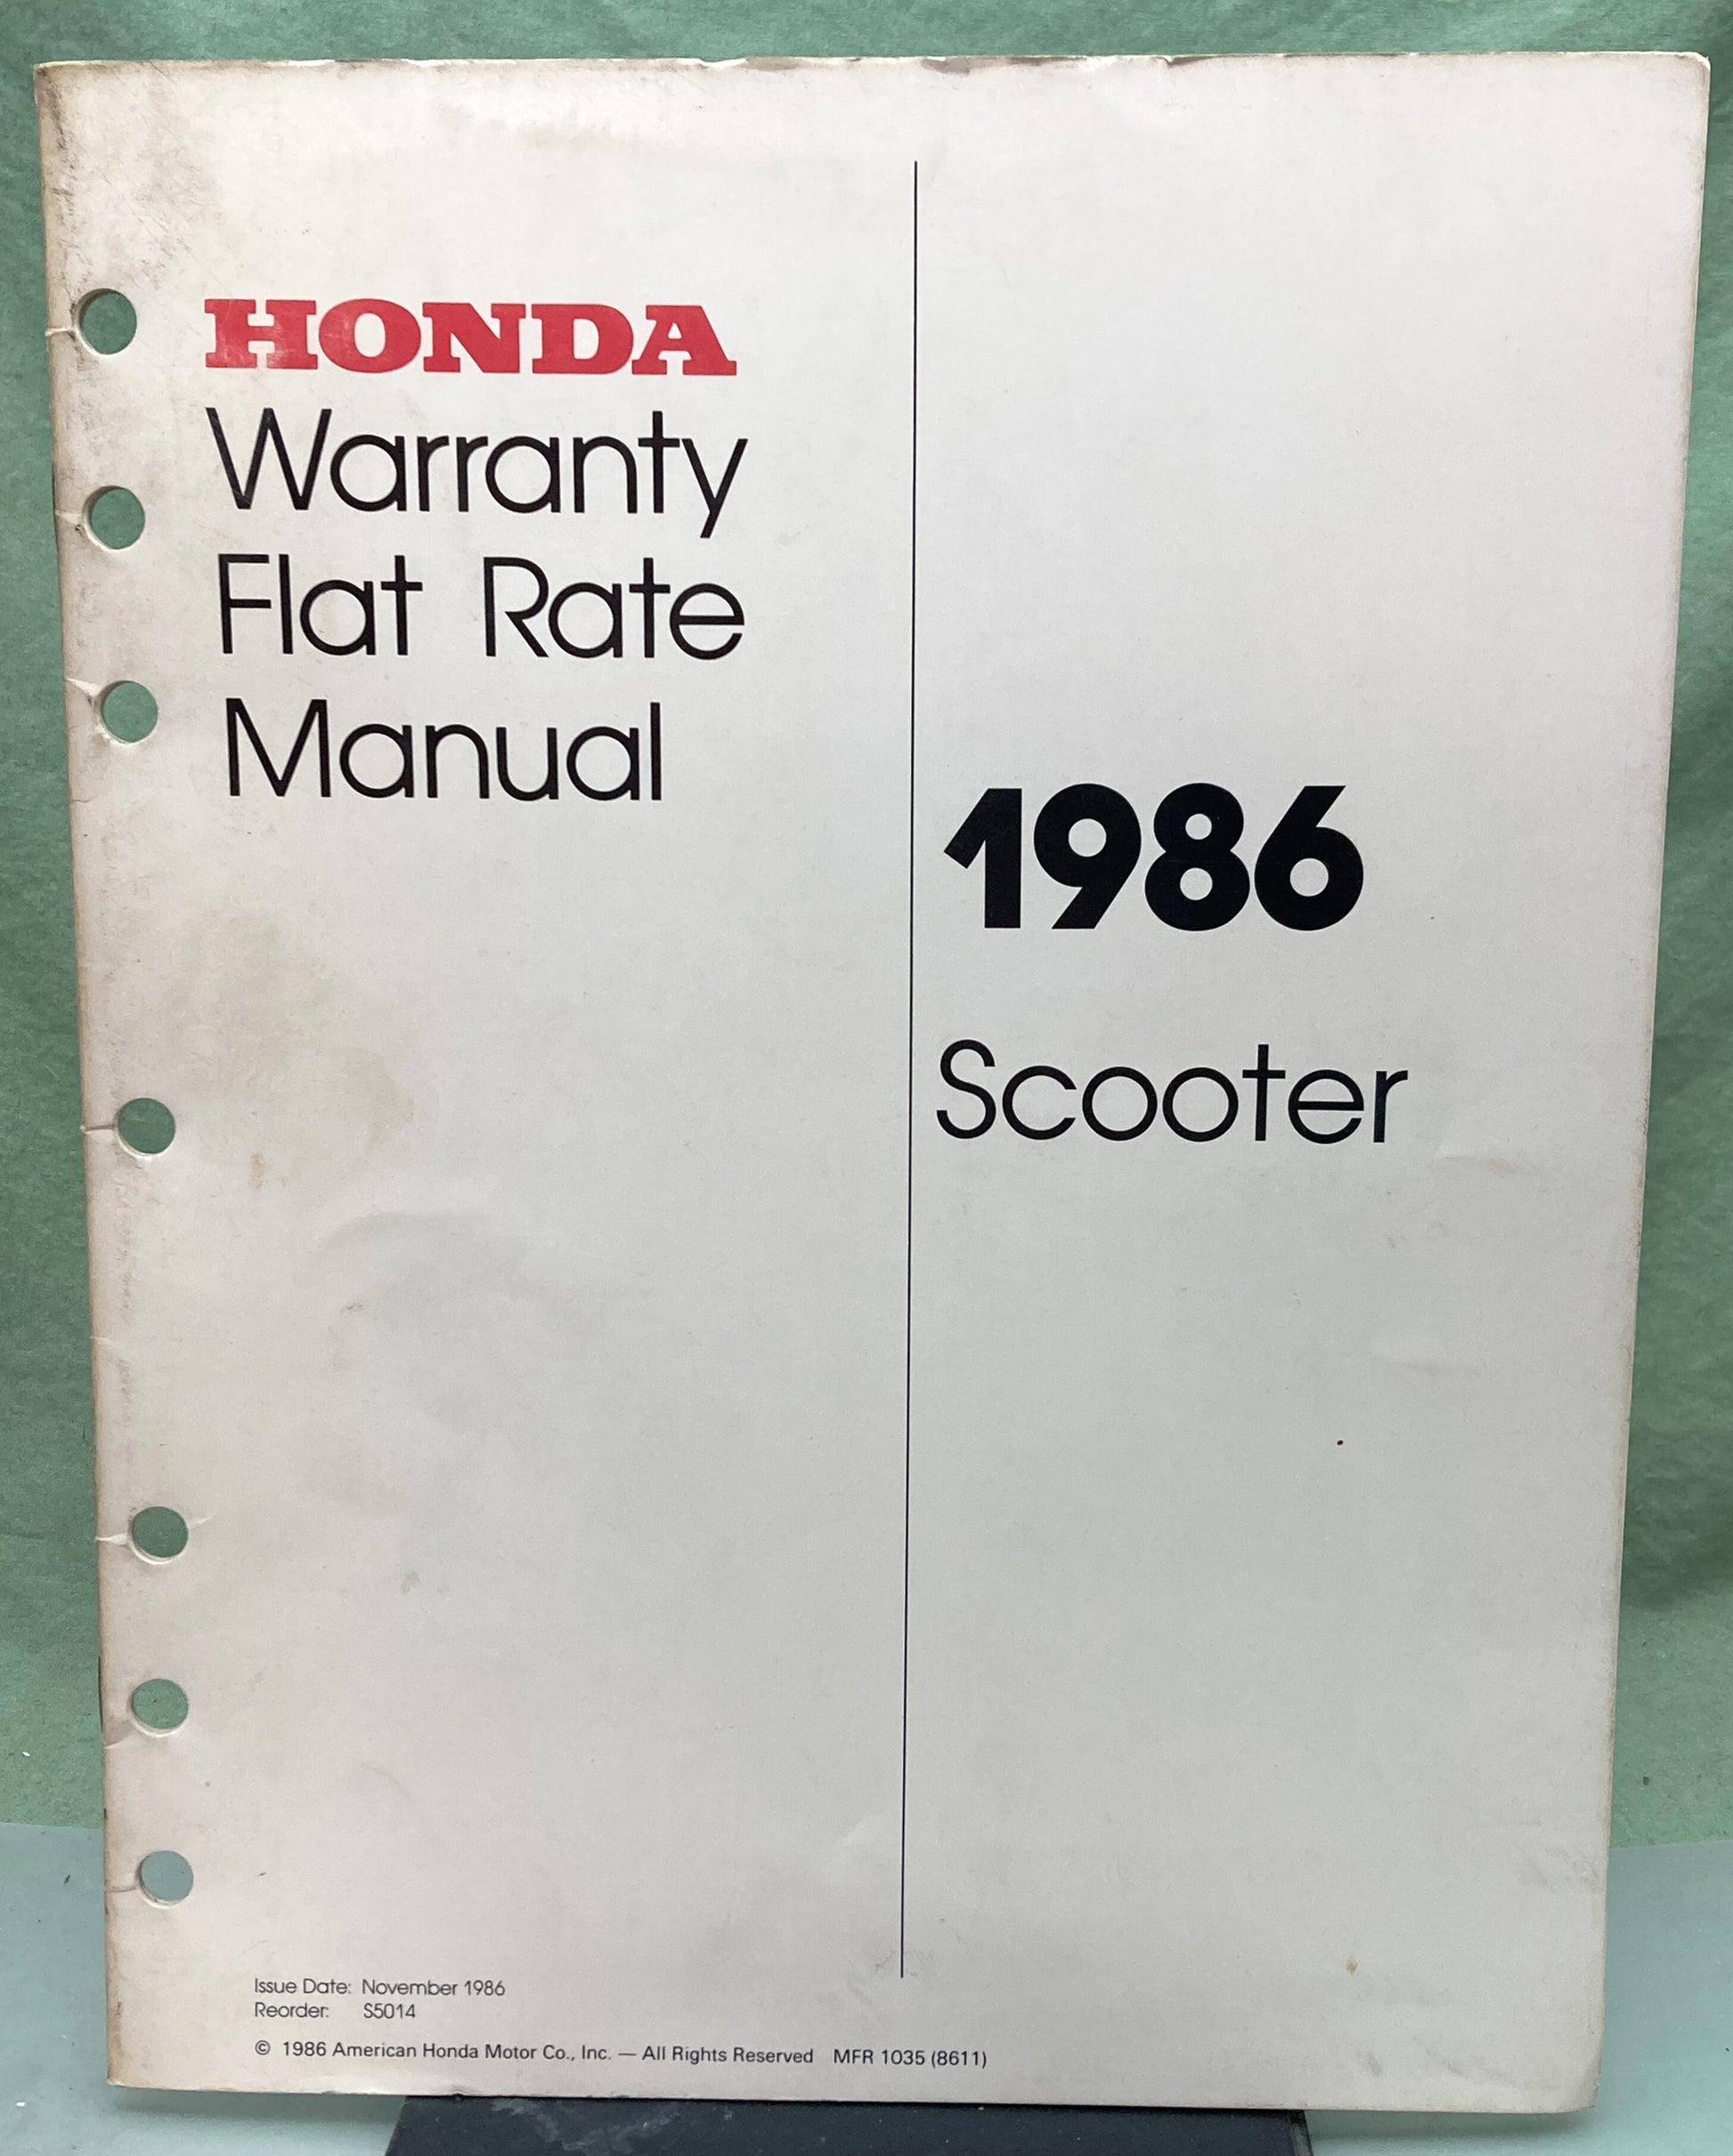 HONDA
Warranty
Flat Rate
Manual
1986
Scooter
Issue Date: November 1986
Reorder: S5014
© 1986 American Honda Motor Co., Inc. — All Rights Reserved MFR 1035 (8611)